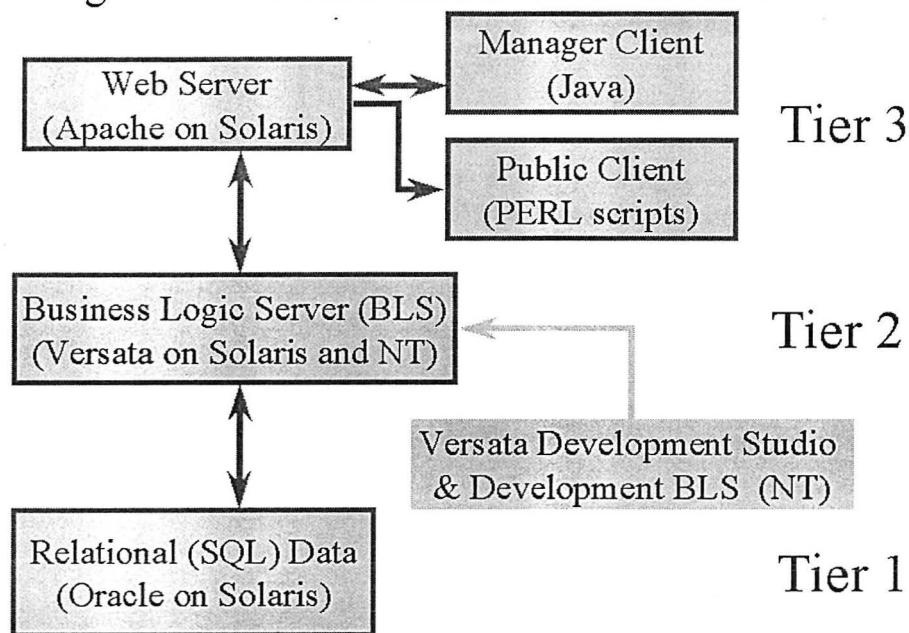 Manager Client
(Java)
Web Server
(Apache on Solaris)
Tier 3
Public Client
(PERL scripts)
Business Logic Server (BLS)
(Versata on Solaris and NT)
Tier 2
Versata Development Studio
& Development BLS (NT)
Relational (SQL) Data
(Oracle on Solaris)
Tier 1